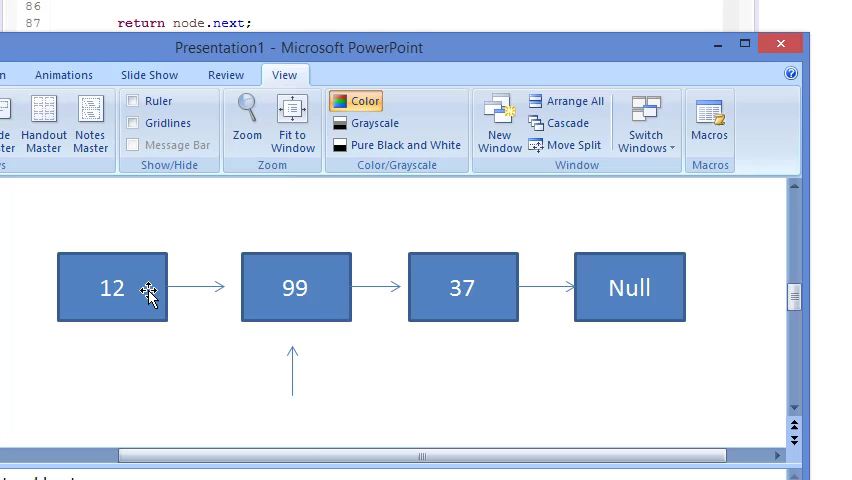 86
87 return node.next;
Presentation1 - Microsoft PowerPoint
Animations Slide Show Review View
Ruler
Gridlines
Message Bar
Show/Hide
Handout Master
Notes Master
Zoom
Fit to Window
Zoom
Color
Grayscale
Pure Black and White
Color/Grayscale
New Window
Arrange All
Cascade
Move Split
Switch Windows
Window
Macros
Macros
12 99 37 Null